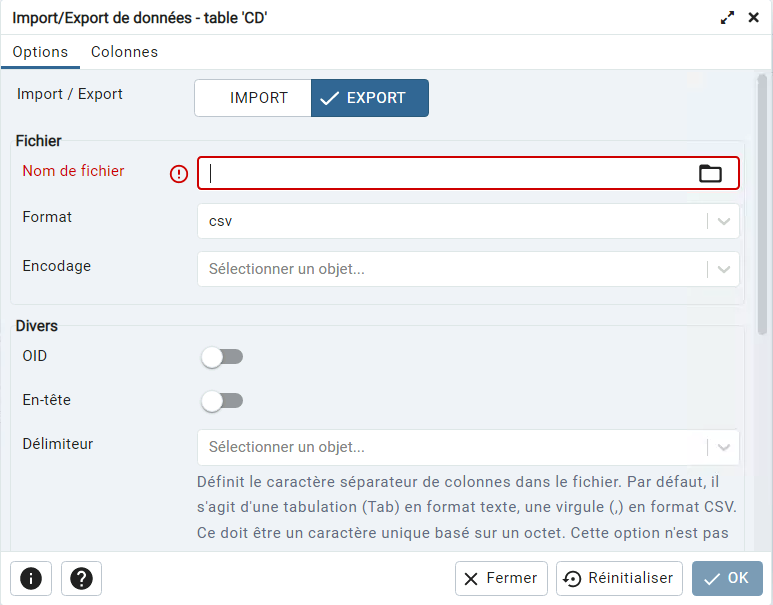 Import/Export de données - table 'CD'
Options Colonnes
Import / Export IMPORT EXPORT
Fichier
Nom de fichier
Format csv
Encodage Sélectionner un objet...
Divers
OID
En-tête
Délimiteur Sélectionner un objet...
Définit le caractère séparateur de colonnes dans le fichier. Par défaut, il
s'agit d'une tabulation (Tab) en format texte, une virgule (,) en format CSV.
Ce doit être un caractère unique basé sur un octet. Cette option n'est pas
Fermer Réinitialiser OK